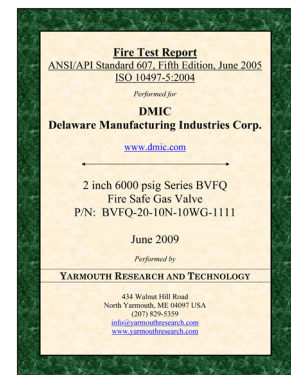 Fire Test Report
ANSI/API Standard 607, Fifth Edition, June 2005
ISO 10497-5:2004
Performed for
DMIC
Delaware Manufacturing Industries Corp.
www.dmic.com
2 inch 6000 psig Series BVFQ
Fire Safe Gas Valve
P/N: BVFQ-20-10N-10WG-1111
June 2009
Performed by
YARMOUTH RESEARCH AND TECHNOLOGY
434 Walnut Hill Road
North Yarmouth, ME 04097 USA
(207) 829-5359
info@yarmouthresearch.com
www.yarmouthresearch.com